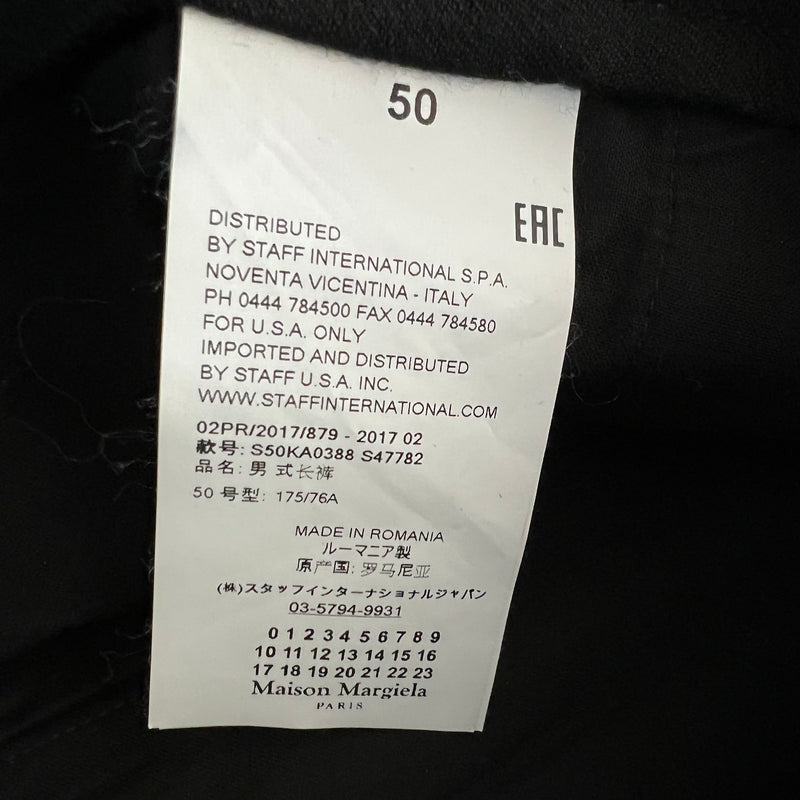 50
EAC
DISTRIBUTED
BY STAFF INTERNATIONAL S.P.A.
NOVENTA VICENTINA - ITALY
PH 0444 784500 FAX 0444 784580
FOR U.S.A. ONLY
IMPORTED AND DISTRIBUTED
BY STAFF U.S.A. INC.
WWW.STAFFINTERNATIONAL.COM
02PR/2017/879 - 2017 02
款号: S50KA0388 S47782
品名: 男 式长裤
50 号型: 175/76A
MADE IN ROMANIA
ルーマニア製
原产国: 罗马尼亚
(株)スタッフインターナショナルジャパン
03-5794-9931
0 1 2 3 4 5 6 7 8 9
10 11 12 13 14 15 16
17 18 19 20 21 22 23
Maison Margiela
PARIS